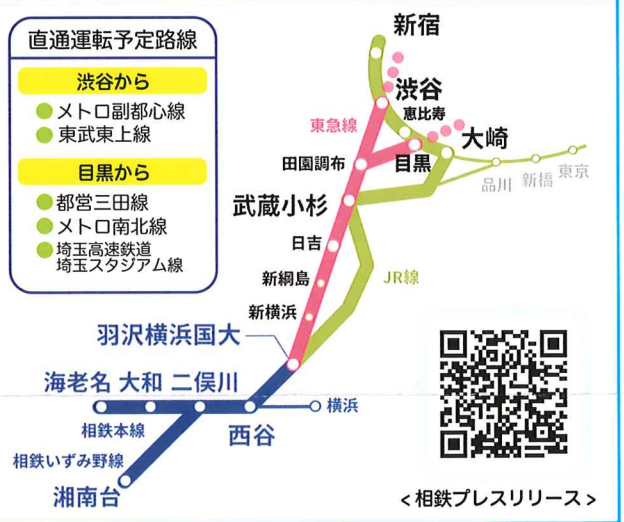 直通運転予定路線
渋谷から
メトロ副都心線
東武東上線
目黒から
都営三田線
メトロ南北線
埼玉高速鉄道
埼玉スタジアム線
新宿
渋谷
恵比寿
東急線
大崎
目黒
田園調布
品川
新橋
東京
武蔵小杉
日吉
新綱島
JR線
新横浜
羽沢横浜国大
海老名 大和 二俣川
横浜
相鉄本線
西谷
相鉄いずみ野線
湘南台
<相鉄プレスリリース>